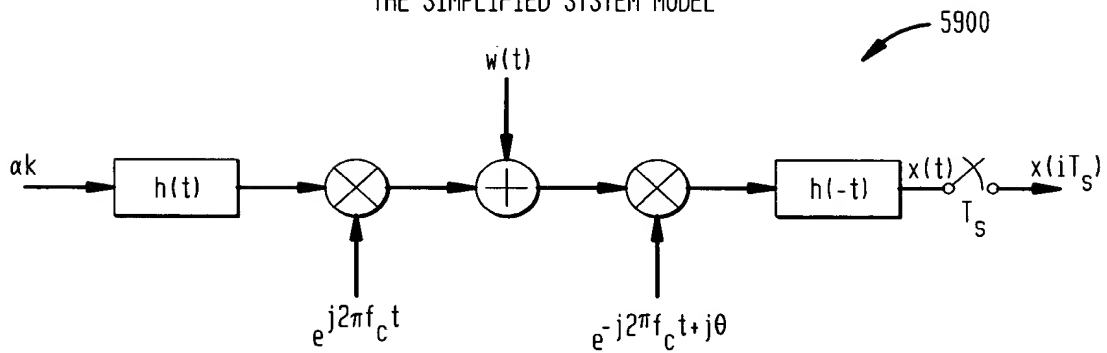 THE SIMPLIFIED SYSTEM MODEL
5900
w(t)
αk
h(t)
h(-t)
x(t)
x(iT_s)
T_s
e^{j2πf_c t}
e^{-j2πf_c t+jθ}